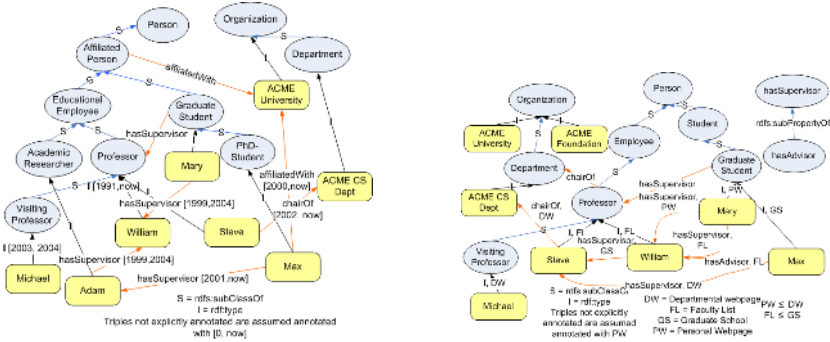 Person
Organization
Affiliated
Person
Department
affiliatedWith
ACME
University
Educational
Employee
Graduate
Student
hasSupervisor
Academic
Researcher
Professor
PhD-
Student
Mary
I [1991,now]
affiliatedWith
[2000,now]
chairOf
[2002, now]
ACME CS
Dept
hasSupervisor [1999,2004]
Visiting
Professor
William
Steve
I [2003, 2004]
hasSupervisor [1999,2004]
Michael
Adam
hasSupervisor [2001,now]
Max
S = rdfs:subClassOf
I = rdf:type
Triples not explicitly
annotated are assumed annotated
with [0, now]
Person
hasSupervisor
Organization
Student
rdfs:subPropertyOf
ACME
University
ACME
Foundation
Employee
hasAdvisor
Department
chairOf
Graduate
Student
hasSupervisor
I, PW
ACME CS
Dept
chairOf,
DW
Professor
hasSupervisor,
PW
Mary
I, GS
I, FI
I, FL
hasSupervisor,
GS
hasSupervisor,
FL
Visiting
Professor
Steve
William
hasAdvisor, FL
Max
I, DW
hasSupervisor, DW
Michael
S = rdfs:subClassOf
I = rdf:type
Triples not explicitly
annotated are assumed
annotated with PW
DW = Departmental webpage
FL = Faculty List
GS = Graduate School
PW = Personal Webpage
PW ≤ DW
FL ≤ GS